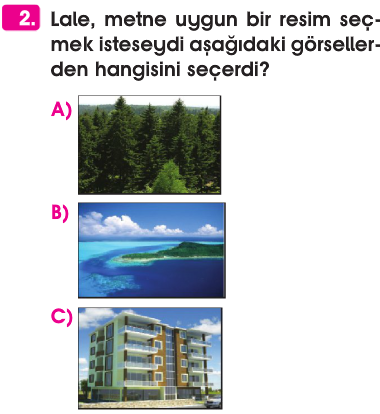 2. Lale, metne uygun bir resim seç-
mek isteseydi aşağıdaki görseller-
den hangisini seçerdi?
A)
B)
C)